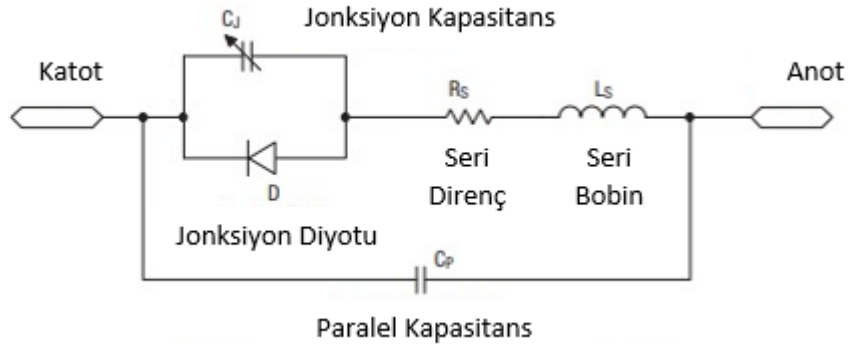 Jonksiyon Kapasitans
CJ
Katot
Anot
RS
LS
Seri
Direnç
Seri
Bobin
D
Jonksiyon Diyotu
CP
Paralel Kapasitans